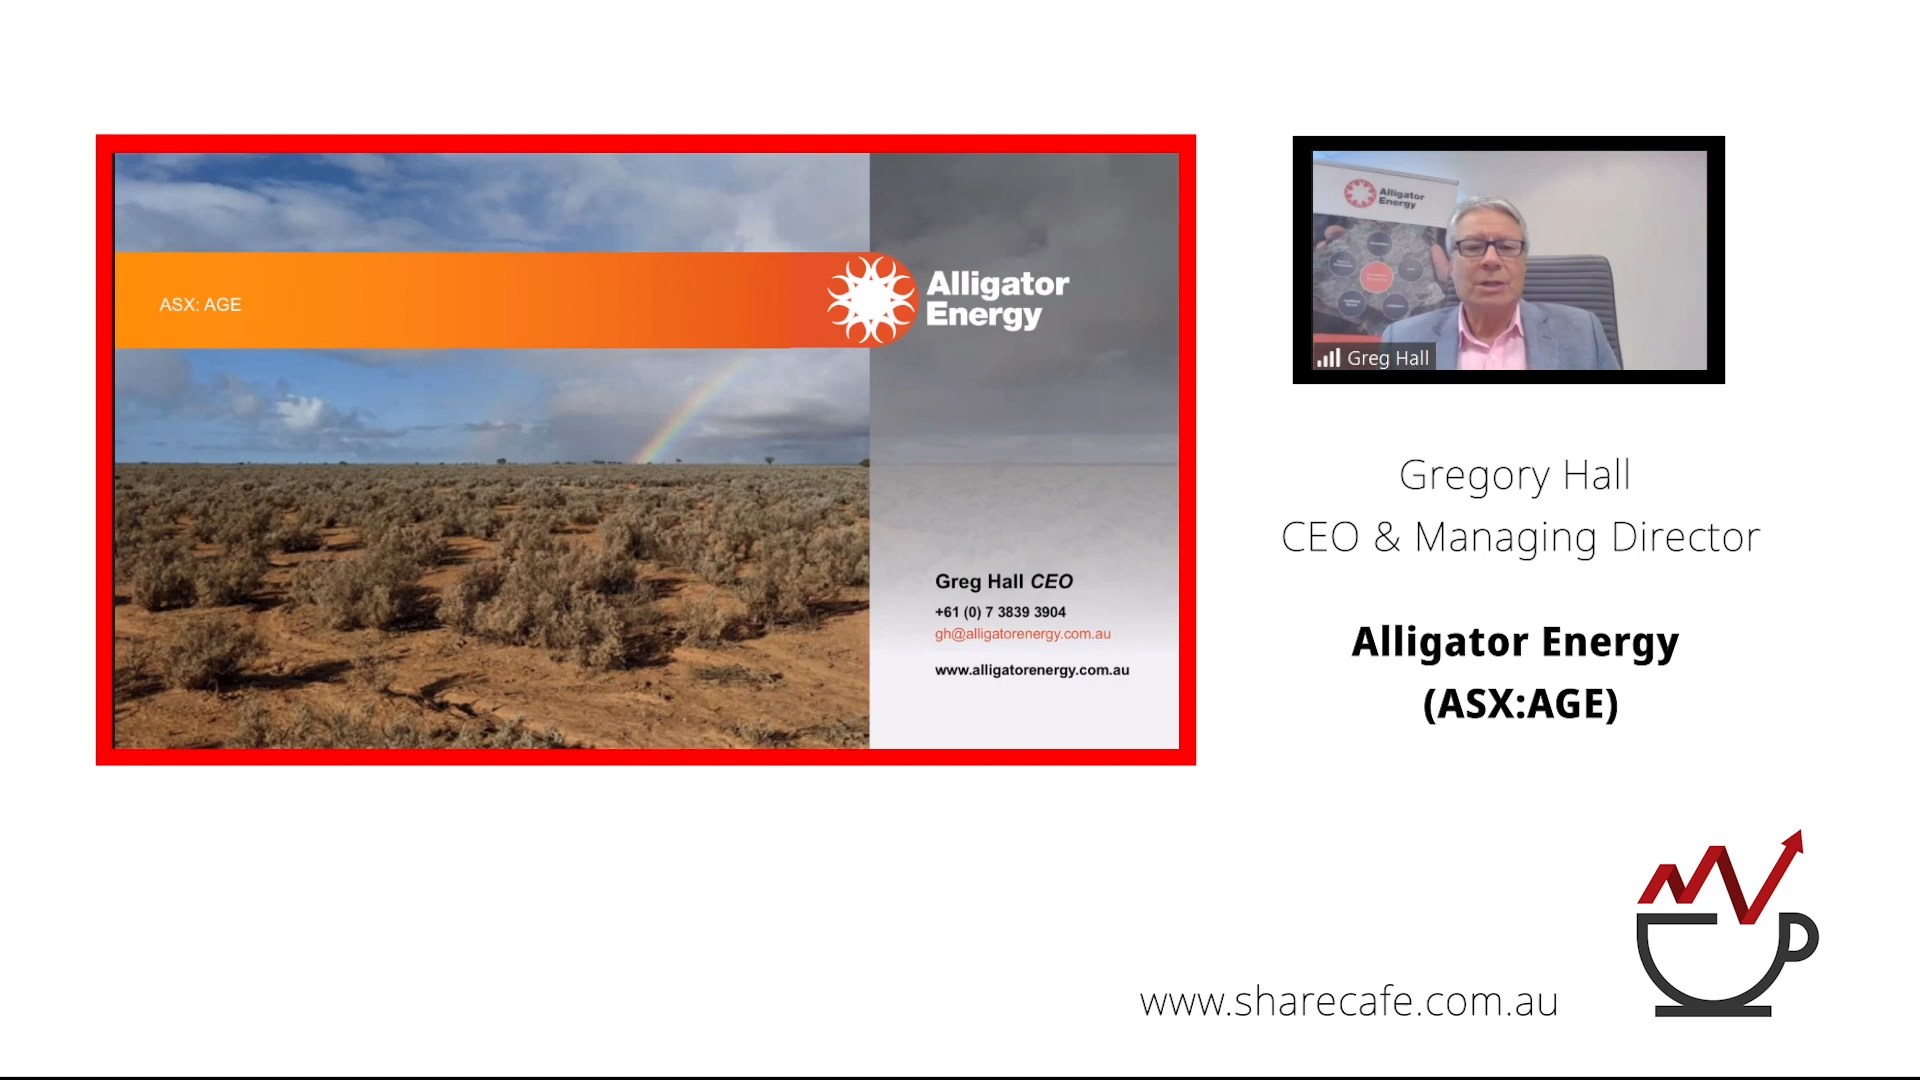 ASX: AGE
Alligator
Energy
Greg Hall CEO
+61 (0) 7 3839 3904
gh@alligatorenergy.com.au
www.alligatorenergy.com.au
Alligator
Energy
Greg Hall
Gregory Hall
CEO & Managing Director
Alligator Energy
(ASX:AGE)
www.sharecafe.com.au